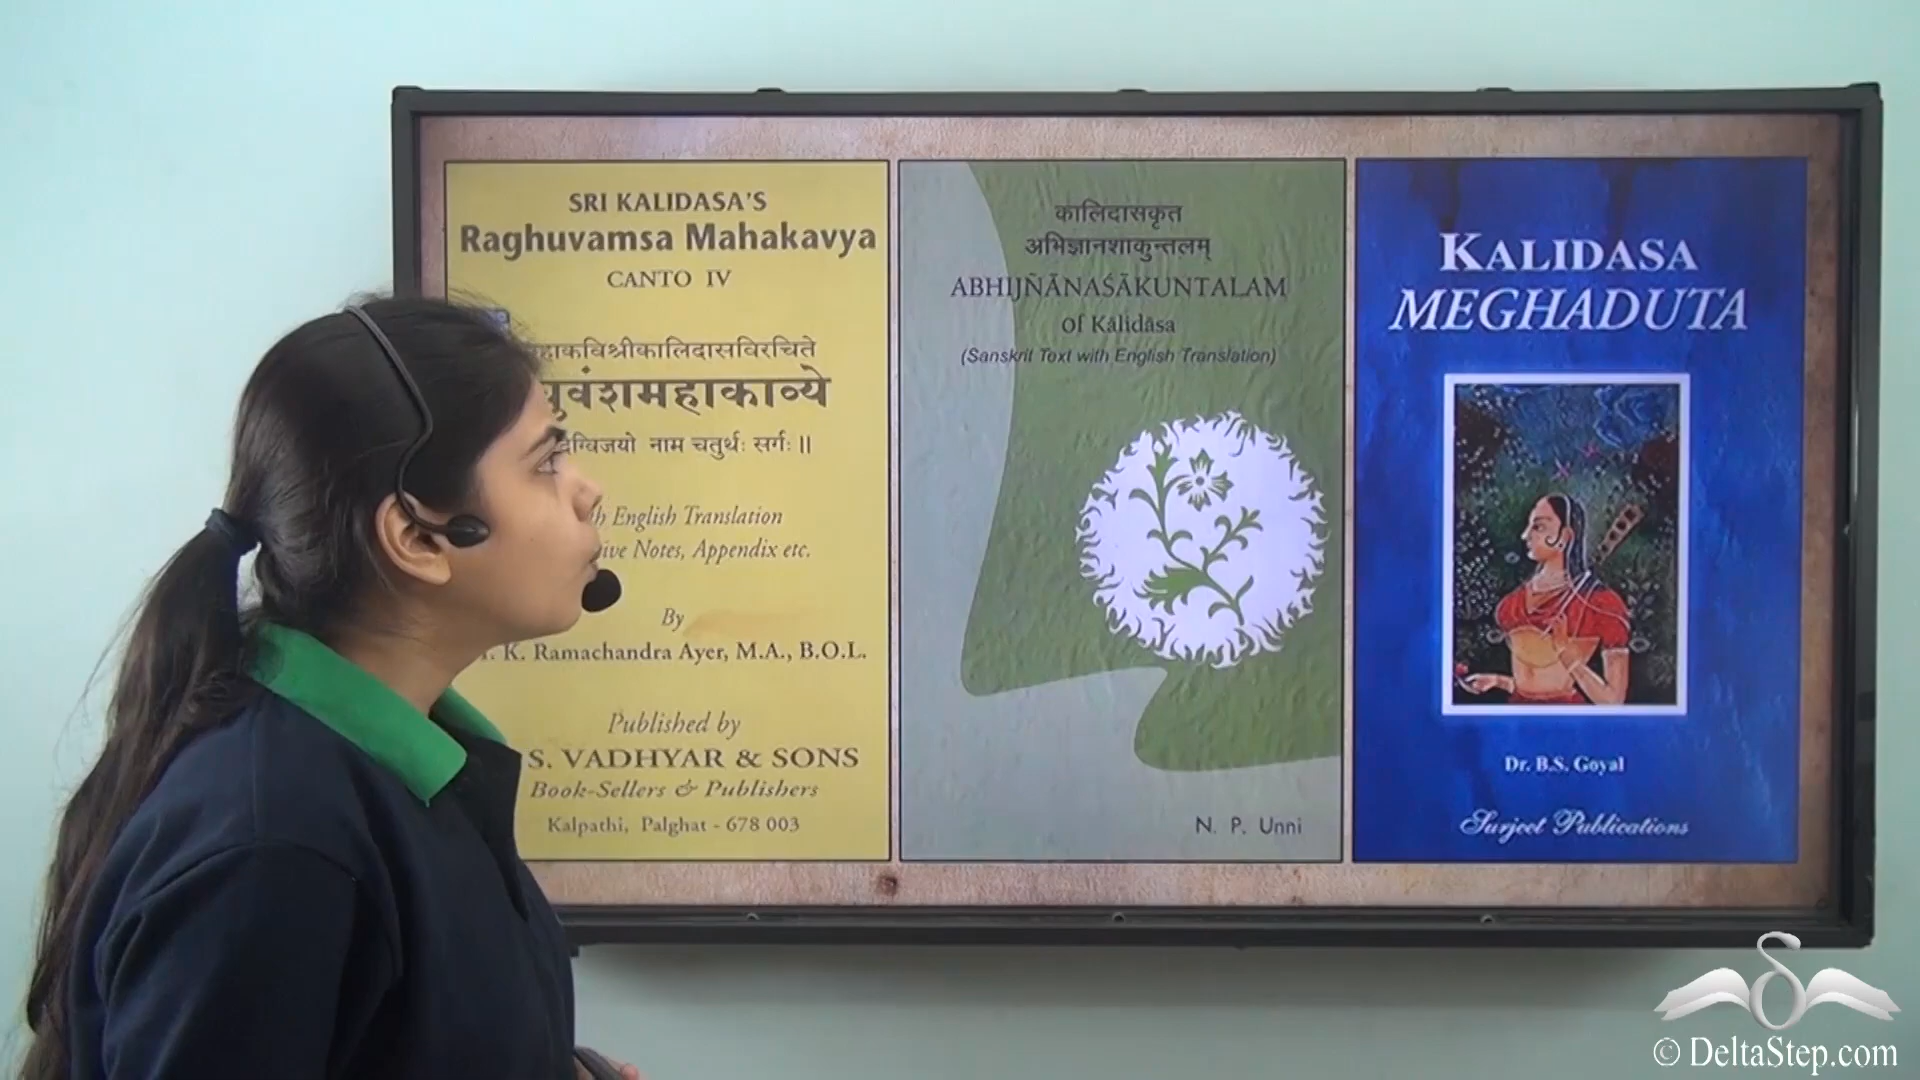 SRI KALIDASA'S
Raghuvamsa Mahakavya
CANTO IV
English Translation
Notes, Appendix etc.
By
K. Ramachandra Ayer, M.A., B.O.L.
Published by
S. VADHYAR & SONS
Book-Sellers & Publishers
Kalpathi, Palghat - 678 003
नाम चतुर्थः सर्गः ॥
कालिदासकृत
अभिज्ञानशाकुन्तलम्
ABHIJÑĀNAŚĀKUNTALAM
of Kālidāsa
(Sanskrit Text with English Translation)
N. P. Unni
KALIDASA
MEGHADUTA
Dr. B.S. Goyal
Surjeet Publications
© DeltaStep.com